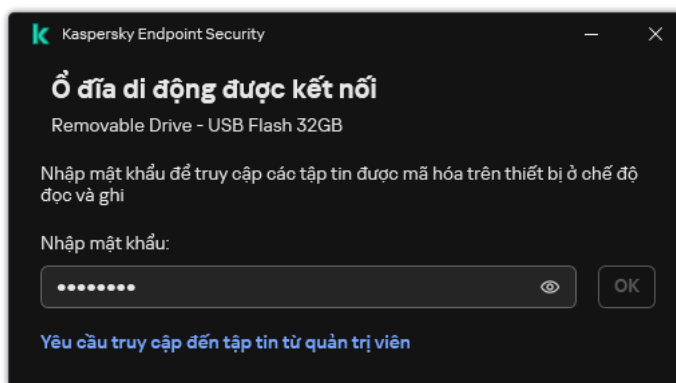 Kaspersky Endpoint Security
Ổ đĩa di động được kết nối
Removable Drive - USB Flash 32GB
Nhập mật khẩu để truy cập các tập tin được mã hóa trên thiết bị ở chế độ
đọc và ghi
Nhập mật khẩu:
••••••••
OK
Yêu cầu truy cập đến tập tin từ quản trị viên